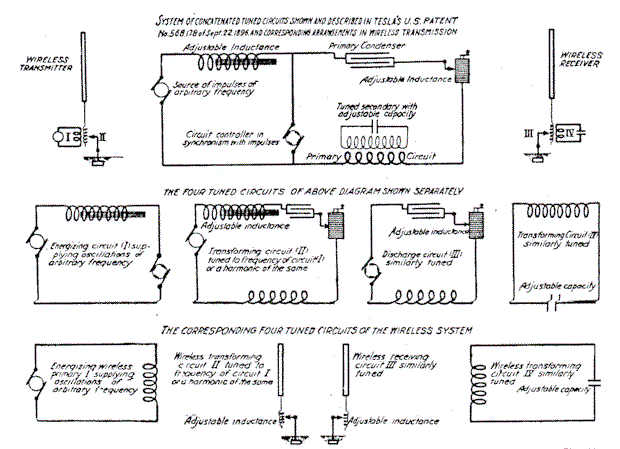 SYSTEM OF CONCATENATED TUNED CIRCUITS SHOWN AND DESCRIBED IN TESLA'S U.S. PATENT
No. 568,178 of Sept. 22, 1896 AND CORRESPONDING ARRANGEMENTS IN WIRELESS TRANSMISSION
WIRELESS
TRANSMITTER
Adjustable Inductance
Primary Condenser
WIRELESS
RECEIVER
Source of impulses of
arbitrary frequency
Adjustable Inductance
Tuned secondary with
adjustable capacity
I
II
Circuit controller in
synchronism with impulses
III
IV
Primary
Circuit
THE FOUR TUNED CIRCUITS OF ABOVE DIAGRAM SHOWN SEPARATELY
Energizing circuit (I) sup-
plying oscillations of
arbitrary frequency
Adjustable inductance
Transforming circuit (II)
tuned to frequency of circuit (I)
or a harmonic of the same
Adjustable inductance
Discharge circuit (III)
similarly tuned
Transforming Circuit
similarly tuned
Adjustable capacity
THE CORRESPONDING FOUR TUNED CIRCUITS OF THE WIRELESS SYSTEM
Energizing wireless
primary I supplying
oscillations of
arbitrary frequency
Wireless transforming
circuit II tuned to
frequency of circuit I
or a harmonic of the same
Adjustable inductance
Wireless receiving
circuit III similarly
tuned
Adjustable inductance
Wireless transforming
circuit IV similarly
tuned
Adjustable capacity